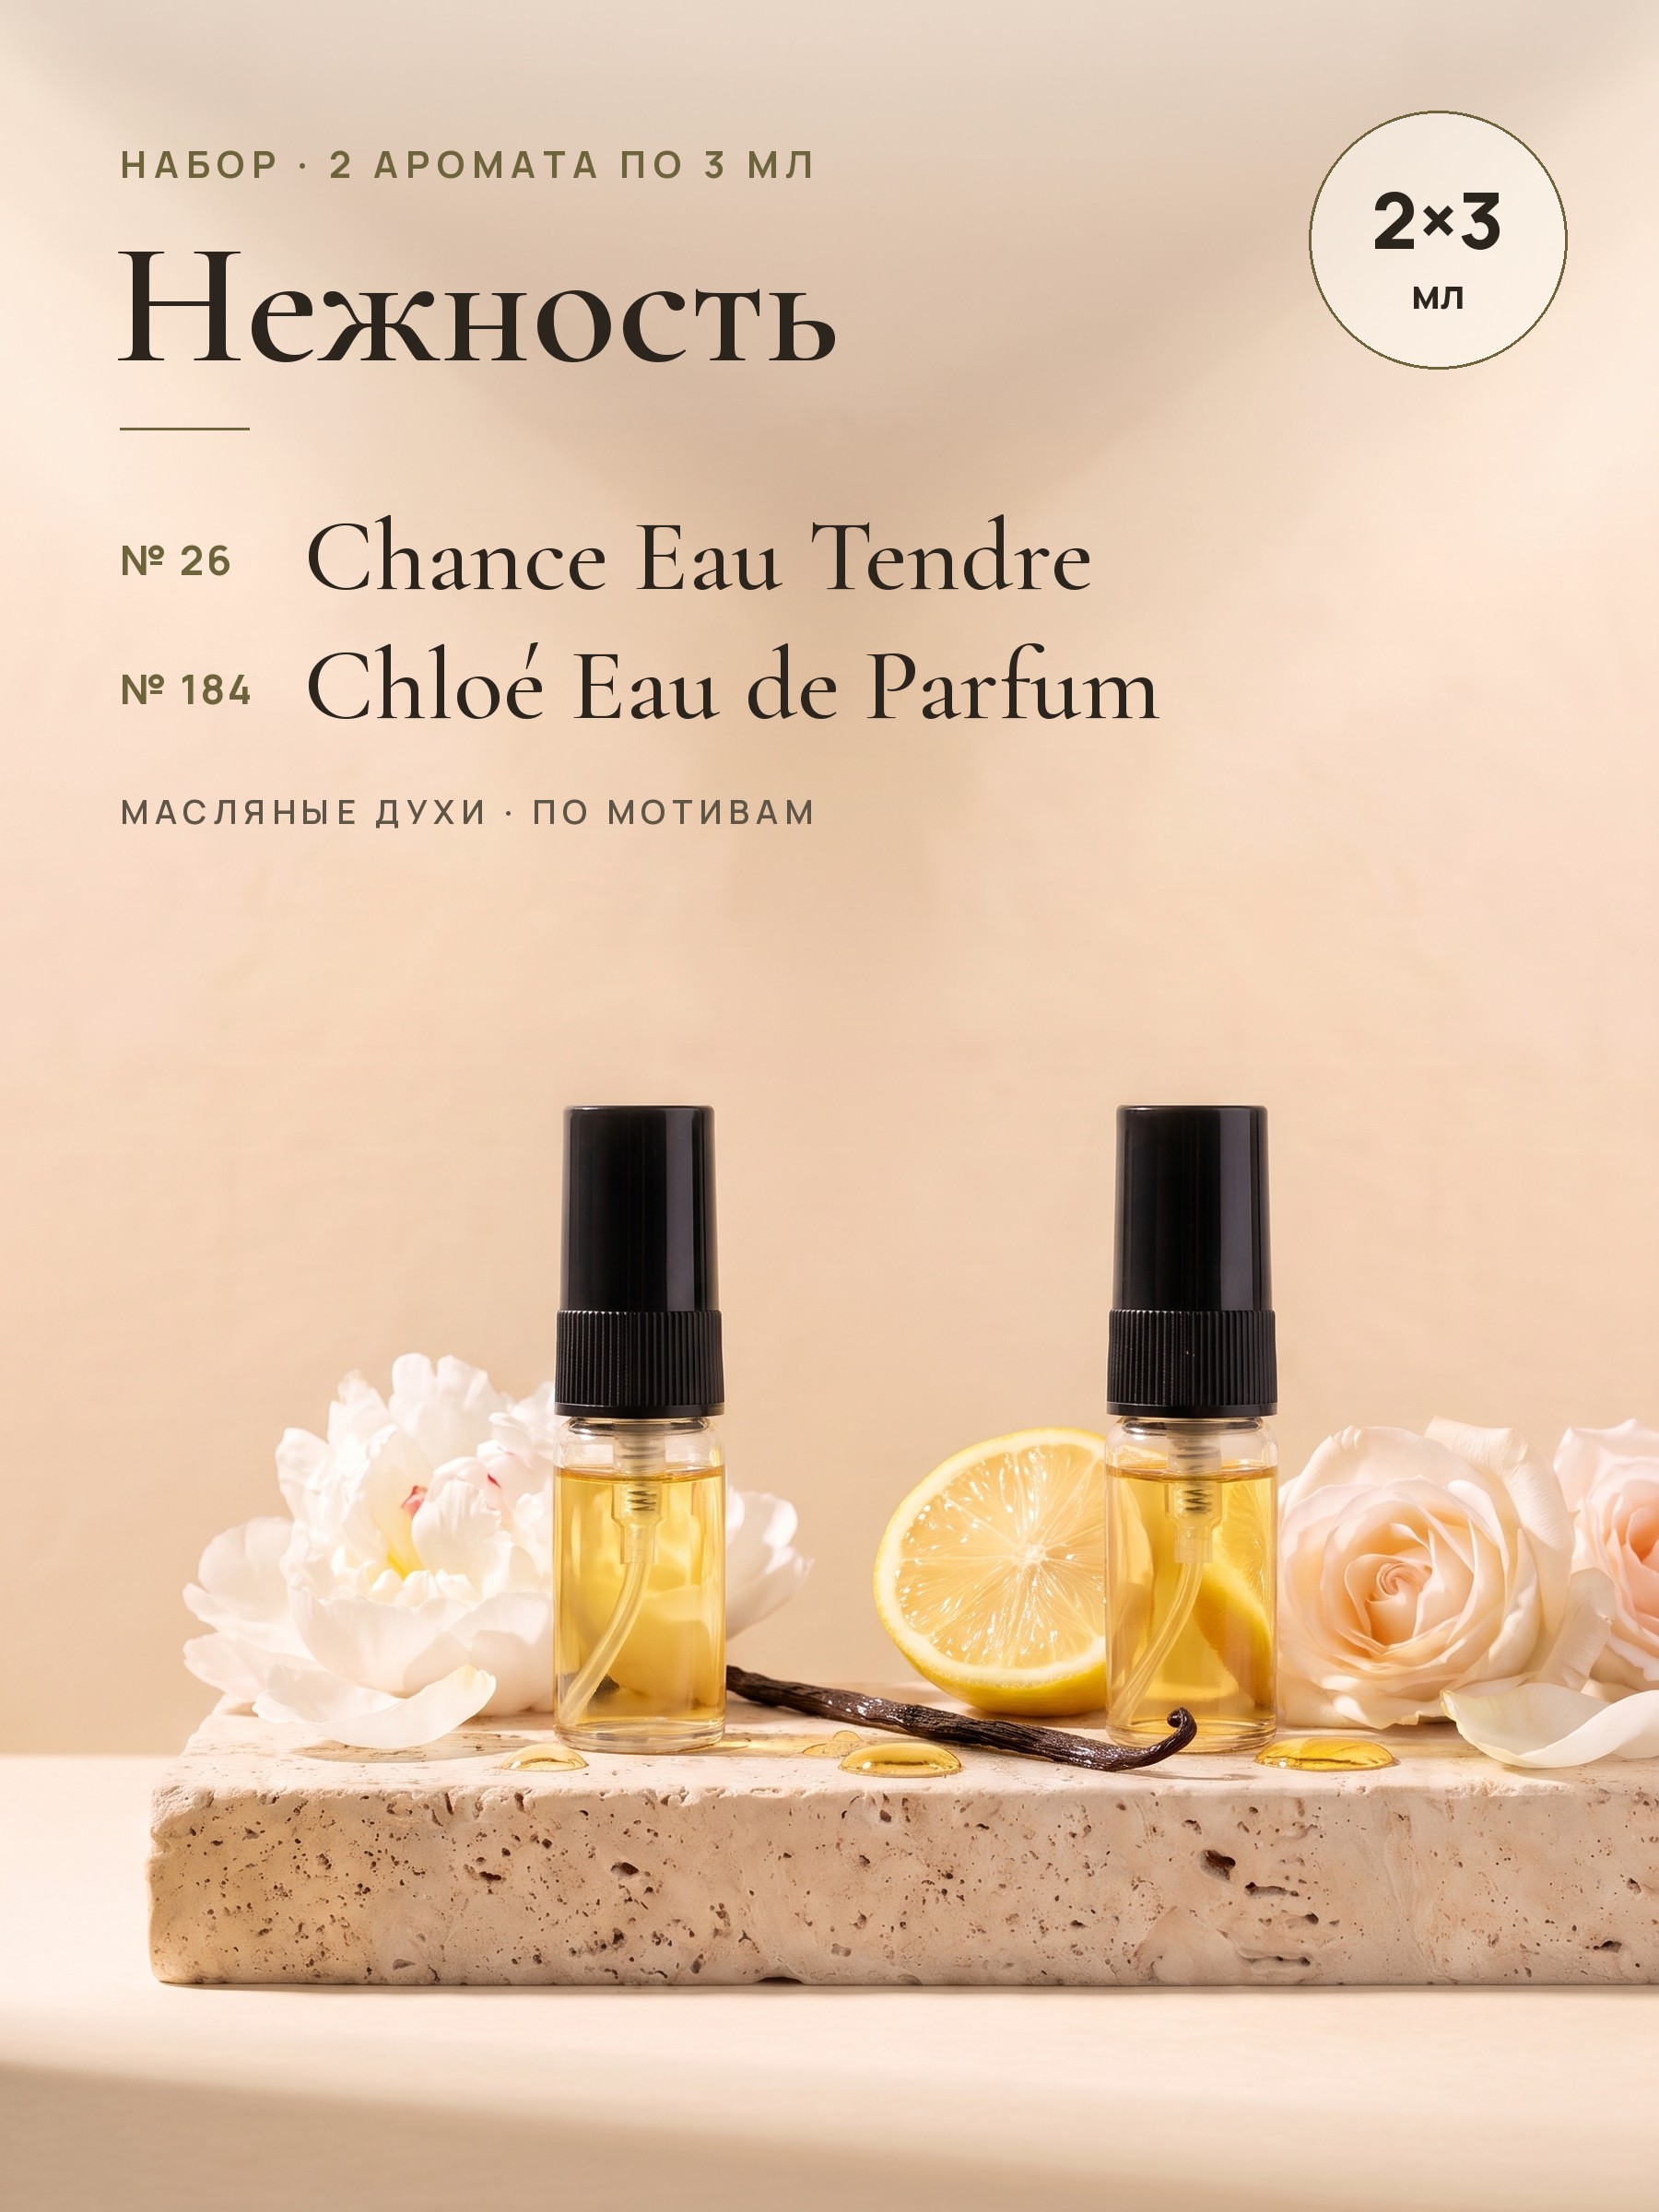 НАБОР · 2 АРОМАТА ПО 3 МЛ
2×3
мл
Нежность
№ 26 Chance Eau Tendre
№ 184 Chloé Eau de Parfum
МАСЛЯНЫЕ ДУХИ · ПО МОТИВАМ